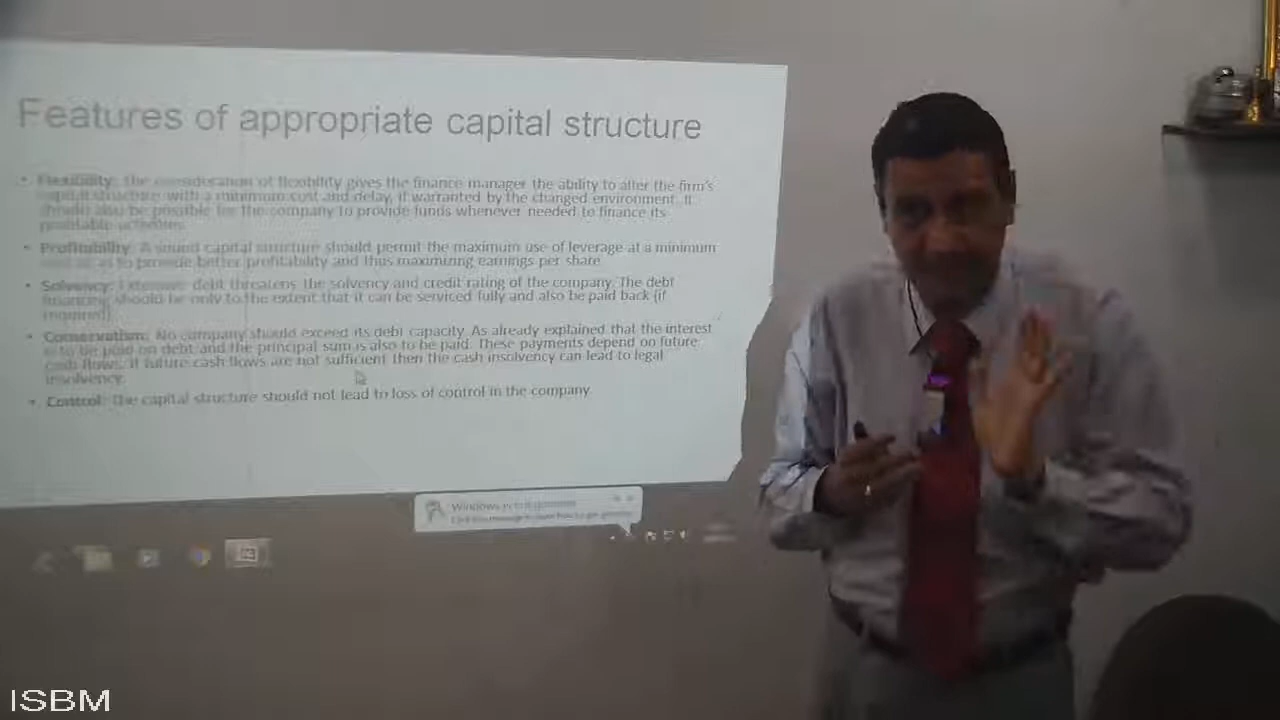 Features of appropriate capital structure
• Flexibility: The consideration of flexibility gives the finance manager the ability to alter the firm's
capital structure with a minimum cost and delay, if warranted by the changed environment. It
should also be possible for the company to provide funds whenever needed to finance its
profitable activities.
• Profitability: A sound capital structure should permit the maximum use of leverage at a minimum
cost so as to provide better profitability and thus maximizing earnings per share.
• Solvency: Extensive debt threatens the solvency and credit rating of the company. The debt
financing should be only to the extent that it can be serviced fully and also be paid back (if
required).
• Conservatism: No company should exceed its debt capacity. As already explained that the interest
is to be paid on debt and the principal sum is also to be paid. These payments depend on future
cash flows. If future cash flows are not sufficient then the cash insolvency can lead to legal
insolvency.
• Control: The capital structure should not lead to loss of control in the company.
Windows is not genuine
ISBM